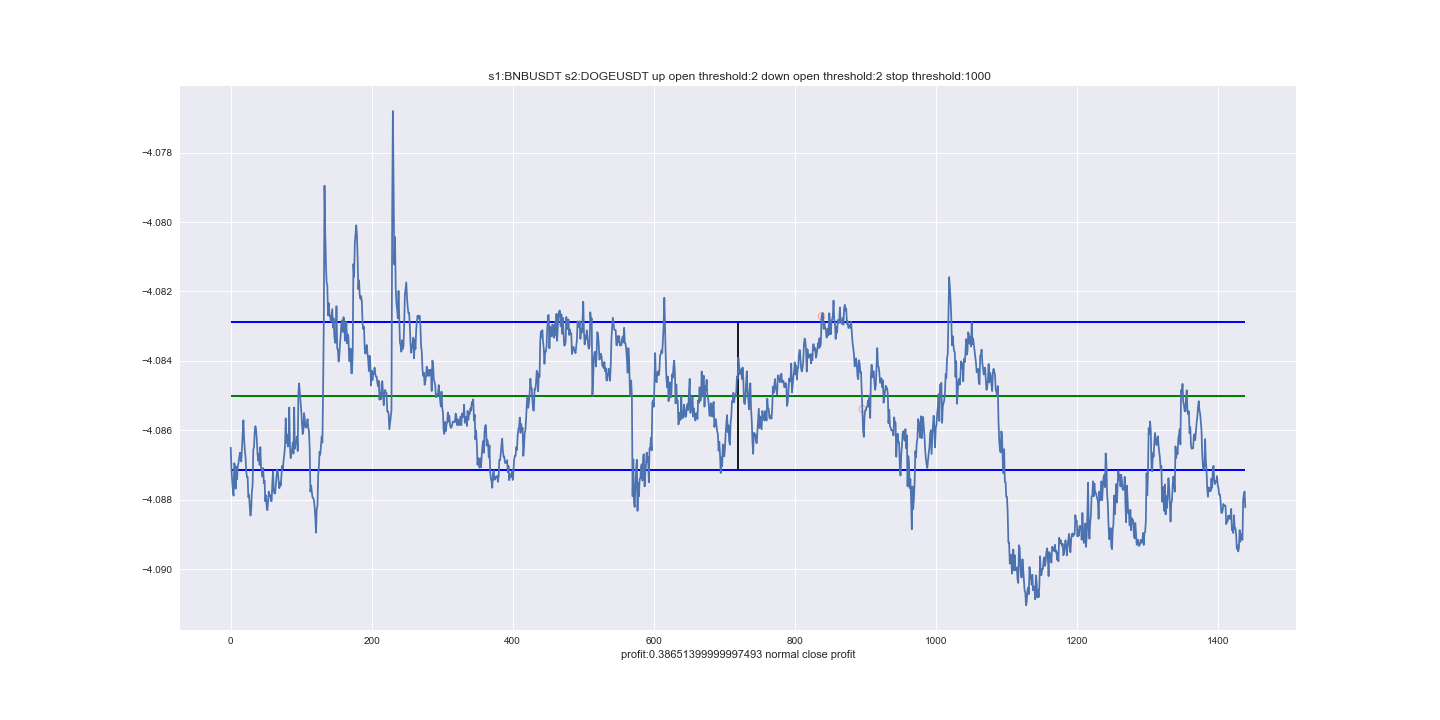 s1:BNBUSDT s2:DOGEUSDT up open threshold:2 down open threshold:2 stop threshold:1000
−4.078
−4.080
−4.082
−4.084
−4.086
−4.088
−4.090
0 200 400 600 800 1000 1200 1400
profit:0.38651399999997493 normal close profit